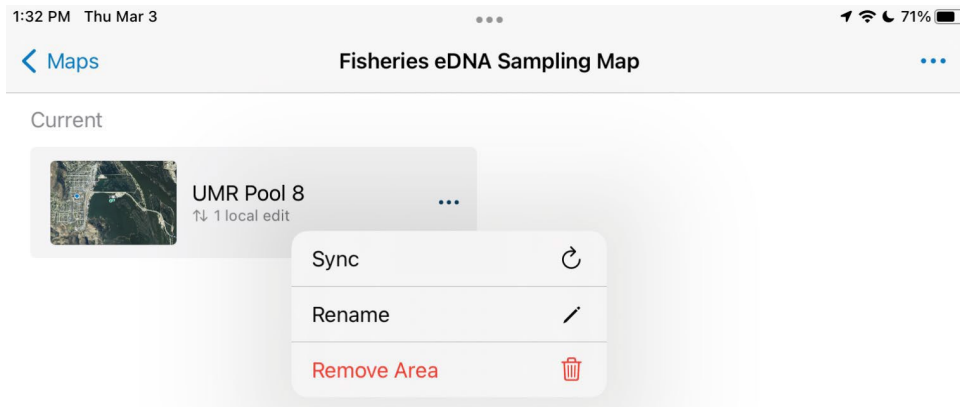 1:32 PM Thu Mar 3 71%
Maps Fisheries eDNA Sampling Map
Current
UMR Pool 8
1 local edit
Sync
Rename
Remove Area